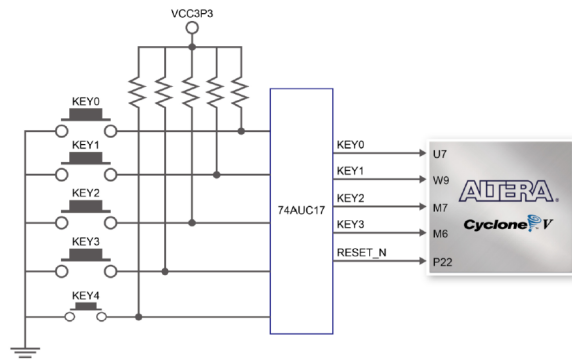 VCC3P3
KEY0
KEY1
KEY2
KEY3
KEY4
74AUC17
KEY0
KEY1
KEY2
KEY3
RESET_N
U7
W9
M7
M6
P22
ALTERA.
Cyclone V